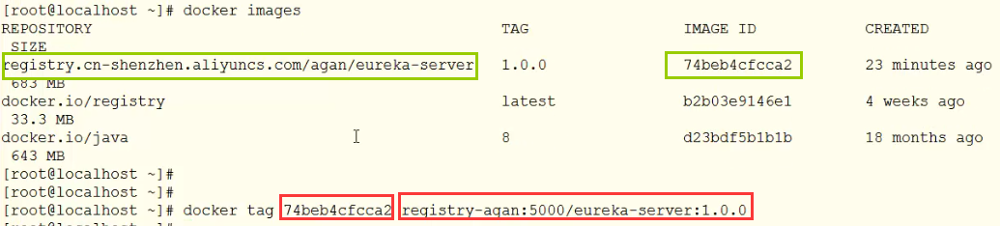 [root@localhost ~]# docker images
REPOSITORY TAG IMAGE ID CREATED
SIZE
registry.cn-shenzhen.aliyuncs.com/agan/eureka-server 1.0.0 74beb4cfcca2 23 minutes ago
683 MB
docker.io/registry latest b2b03e9146e1 4 weeks ago
33.3 MB
docker.io/java 8 d23bdf5b1b1b 18 months ago
643 MB
[root@localhost ~]#
[root@localhost ~]#
[root@localhost ~]# docker tag 74beb4cfcca2 registry-agan:5000/eureka-server:1.0.0
[root@localhost ~]#